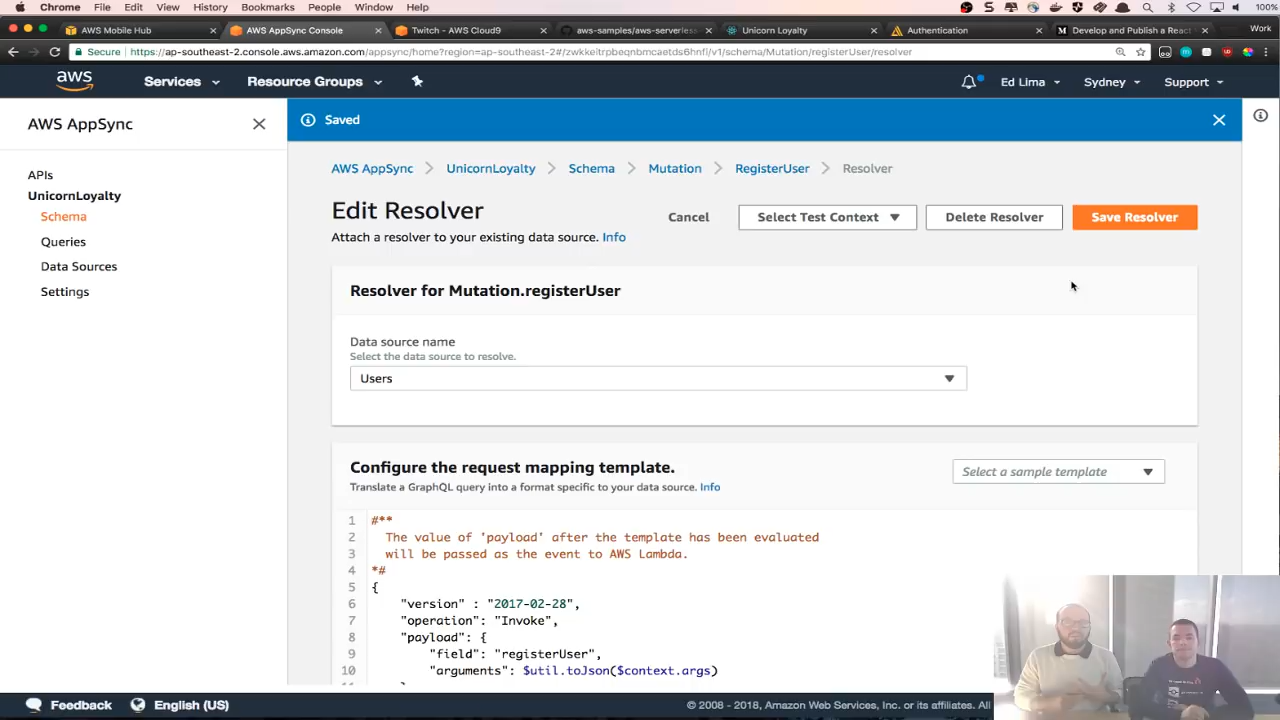 Chrome File Edit View History Bookmarks People Window Help 100%
AWS Mobile Hub AWS AppSync Console Twitch - AWS Cloud9 aws-samples/aws-serverles Unicorn Loyalty Authentication Develop and Publish a React Work
Secure https://ap-southeast-2.console.aws.amazon.com/appsync/home?region=ap-southeast-2#/zwkkeitrpbeqnbmcaetds6hnfi/v1/schema/Mutation/registerUser/resolver
aws Services Resource Groups Ed Lima Sydney Support
AWS AppSync
Saved
APIs
UnicornLoyalty
Schema
Queries
Data Sources
Settings
AWS AppSync UnicornLoyalty Schema Mutation RegisterUser Resolver
Edit Resolver Cancel Select Test Context Delete Resolver Save Resolver
Attach a resolver to your existing data source. Info
Resolver for Mutation.registerUser
Data source name
Select the data source to resolve.
Users
Configure the request mapping template. Select a sample template
Translate a GraphQL query into a format specific to your data source. Info
1 #**
2 The value of 'payload' after the template has been evaluated
3 will be passed as the event to AWS Lambda.
4 *#
5 {
6 "version" : "2017-02-28",
7 "operation": "Invoke",
8 "payload": {
9 "field": "registerUser",
10 "arguments": $util.toJson($context.args)
Feedback English (US) © 2008 - 2018, Amazon Web Services, Inc. or its affiliates. All